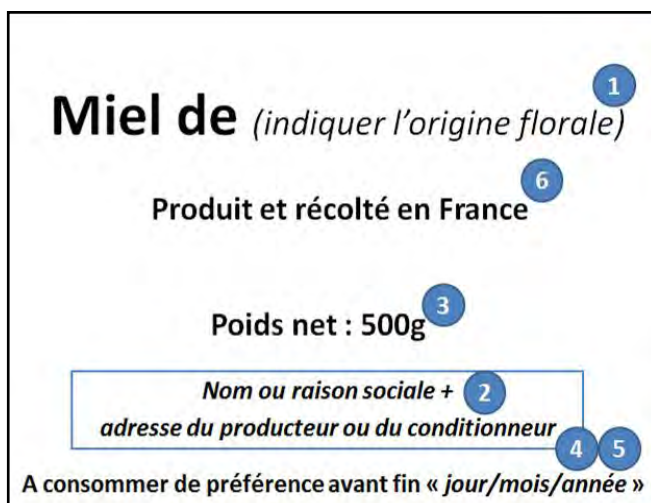 Miel de (indiquer l'origine florale) 1
Produit et récolté en France 6
Poids net : 500g 3
Nom ou raison sociale + 2
adresse du producteur ou du conditionneur
4 5
A consommer de préférence avant fin « jour/mois/année »